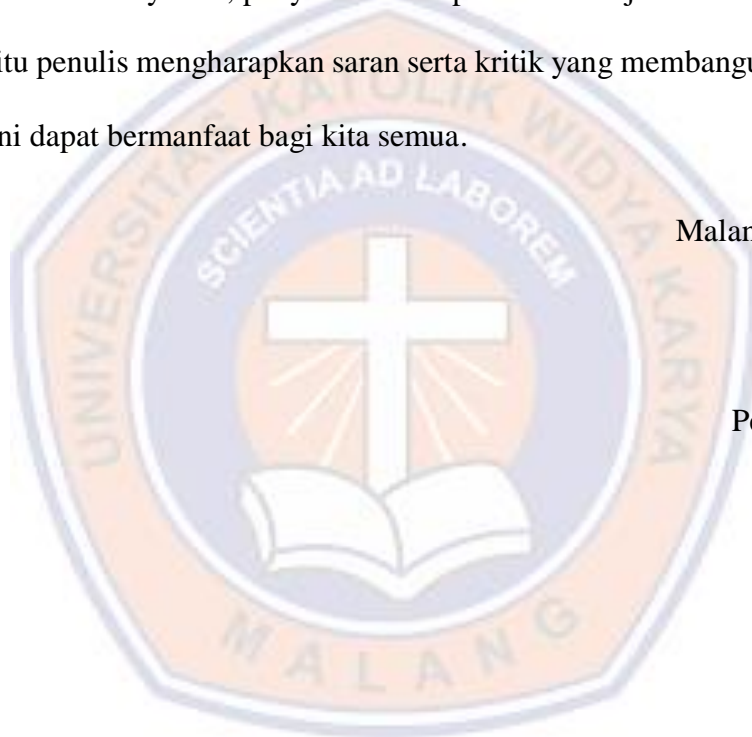 itu penulis mengharapkan saran serta kritik yang membangu
ni dapat bermanfaat bagi kita semua.
UNIVERSITAS KATOLIK WIDYA KARYA
SCIENTIA AD LABOREM
Malan
Pe
MALANG